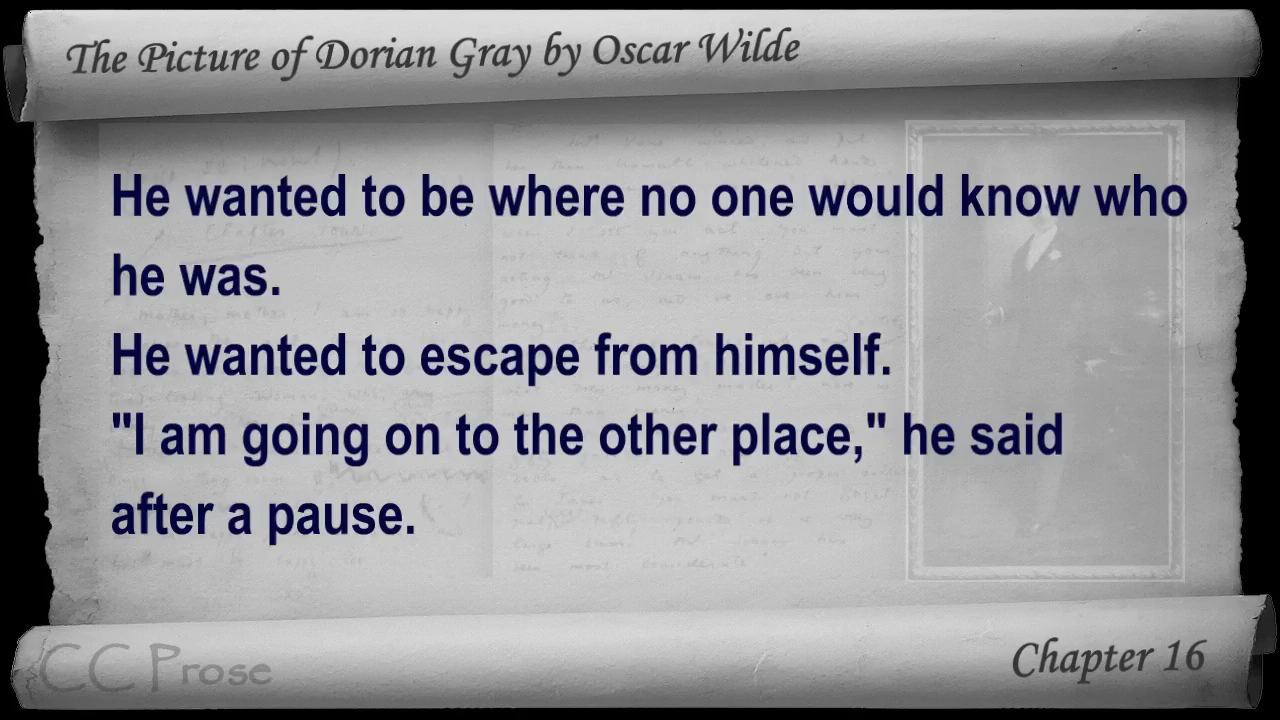 The Picture of Dorian Gray by Oscar Wilde
He wanted to be where no one would know who
he was.
He wanted to escape from himself.
"I am going on to the other place," he said
after a pause.
CC Prose
Chapter 16